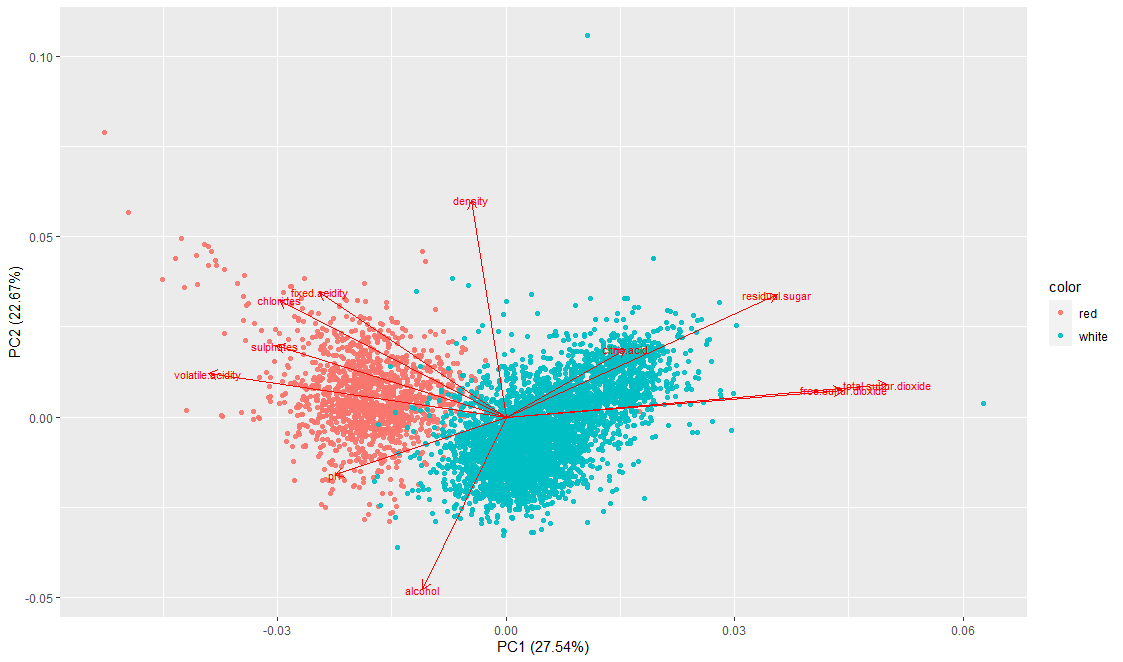 0.10
0.05
0.00
-0.05
PC2 (22.67%)
density
fixed.acidity
chlorides
residual.sugar
sulphates
citric.acid
volatile.acidity
total.sulfur.dioxide
free.sulfur.dioxide
pH
alcohol
-0.03
0.00
0.03
0.06
PC1 (27.54%)
color
red
white